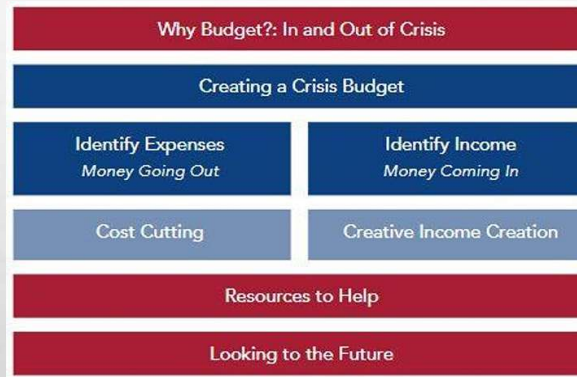 Why Budget?: In and Out of Crisis
Creating a Crisis Budget
Identify Expenses
Money Going Out
Identify Income
Money Coming In
Cost Cutting
Creative Income Creation
Resources to Help
Looking to the Future